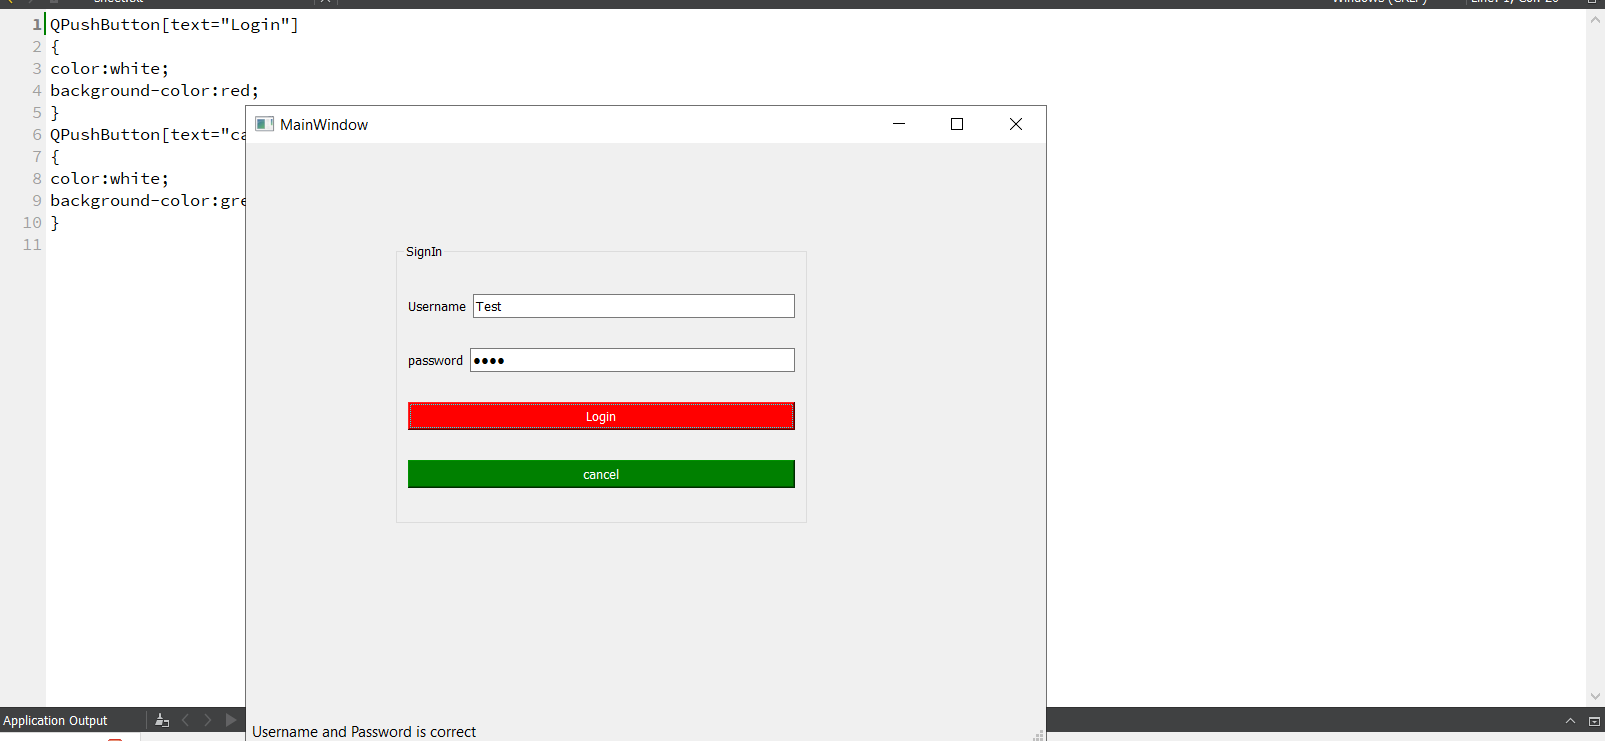 1 QPushButton[text="Login"]
2 {
3 color:white;
4 background-color:red;
5 }
6 QPushButton[text="ca
7 {
8 color:white;
9 background-color:gre
10 }
11
MainWindow
SignIn
Username Test
password ●●●●
Login
cancel
Username and Password is correct
Application Output